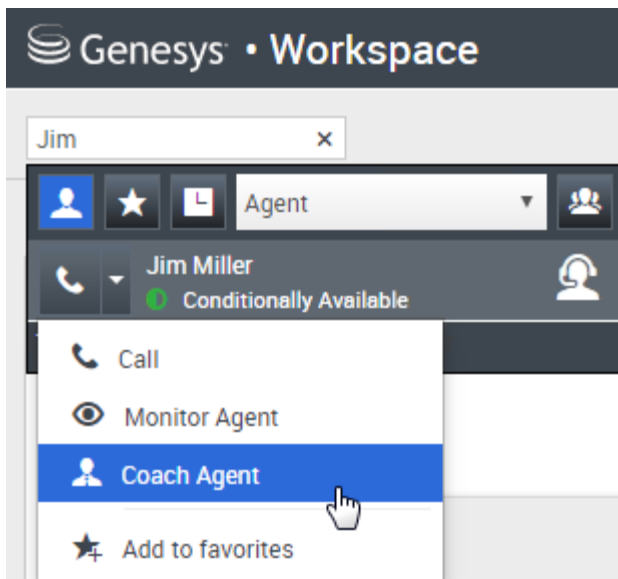 Genesys • Workspace
Jim
Agent
Jim Miller
Conditionally Available
Call
Monitor Agent
Coach Agent
Add to favorites